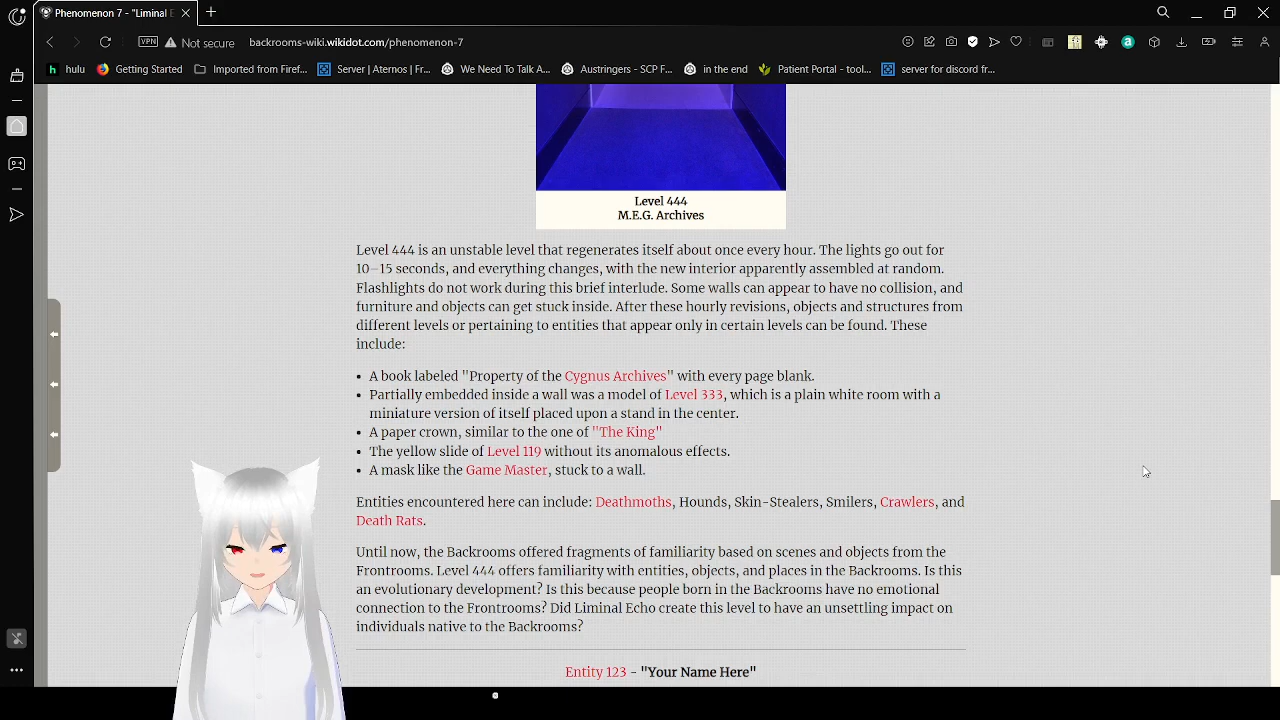 Phenomenon 7 - "Liminal E
VPN
Not secure
backrooms-wiki.wikidot.com/phenomenon-7
hulu
Getting Started
Imported from Firef...
Server | Aternos | Fr...
We Need To Talk A...
Austringers - SCP F...
in the end
Patient Portal - tool...
server for discord fr...
Level 444
M.E.G. Archives
Level 444 is an unstable level that regenerates itself about once every hour. The lights go out for
10–15 seconds, and everything changes, with the new interior apparently assembled at random.
Flashlights do not work during this brief interlude. Some walls can appear to have no collision, and
furniture and objects can get stuck inside. After these hourly revisions, objects and structures from
different levels or pertaining to entities that appear only in certain levels can be found. These
include:
• A book labeled "Property of the Cygnus Archives" with every page blank.
• Partially embedded inside a wall was a model of Level 333, which is a plain white room with a
miniature version of itself placed upon a stand in the center.
• A paper crown, similar to the one of "The King"
• The yellow slide of Level 119 without its anomalous effects.
• A mask like the Game Master, stuck to a wall.
Entities encountered here can include: Deathmoths, Hounds, Skin-Stealers, Smilers, Crawlers, and
Death Rats.
Until now, the Backrooms offered fragments of familiarity based on scenes and objects from the
Frontrooms. Level 444 offers familiarity with entities, objects, and places in the Backrooms. Is this
an evolutionary development? Is this because people born in the Backrooms have no emotional
connection to the Frontrooms? Did Liminal Echo create this level to have an unsettling impact on
individuals native to the Backrooms?
Entity 123 - "Your Name Here"